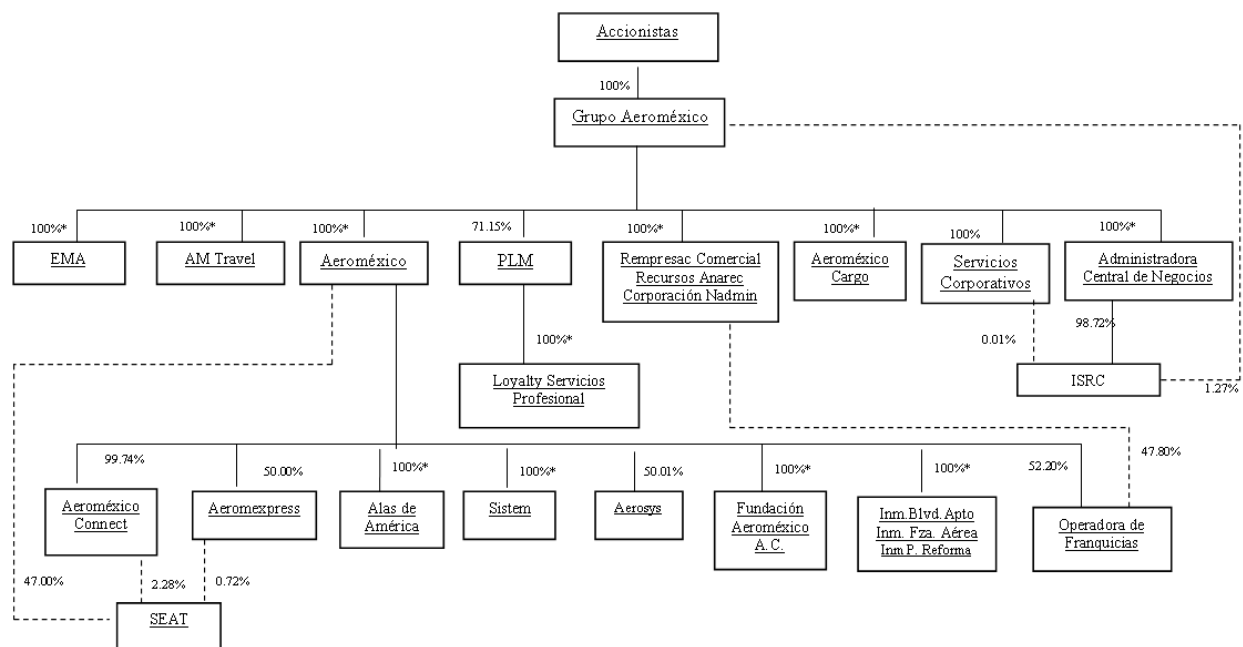 Accionistas
100%
Grupo Aeroméxico
100%*
100%*
100%*
71.15%
100%*
100%*
100%
100%*
EMA
AM Travel
Aeroméxico
PLM
Rempresac Comercial
Recursos Anarec
Corporación Nadmin
Aeroméxico
Cargo
Servicios
Corporativos
Administradora
Central de Negocios
100%*
0.01%
98.72%
Loyalty Servicios
Profesional
ISRC
1.27%
99.74%
50.00%
100%*
100%*
50.01%
100%*
100%*
52.20%
47.80%
Aeroméxico
Connect
Aeromexpress
Alas de
América
Sistem
Aerosys
Fundación
Aeroméxico
A.C.
Inm.Blvd. Apto
Inm. Fza. Aérea
Inm P. Reforma
Operadora de
Franquicias
47.00%
2.28%
0.72%
SEAT